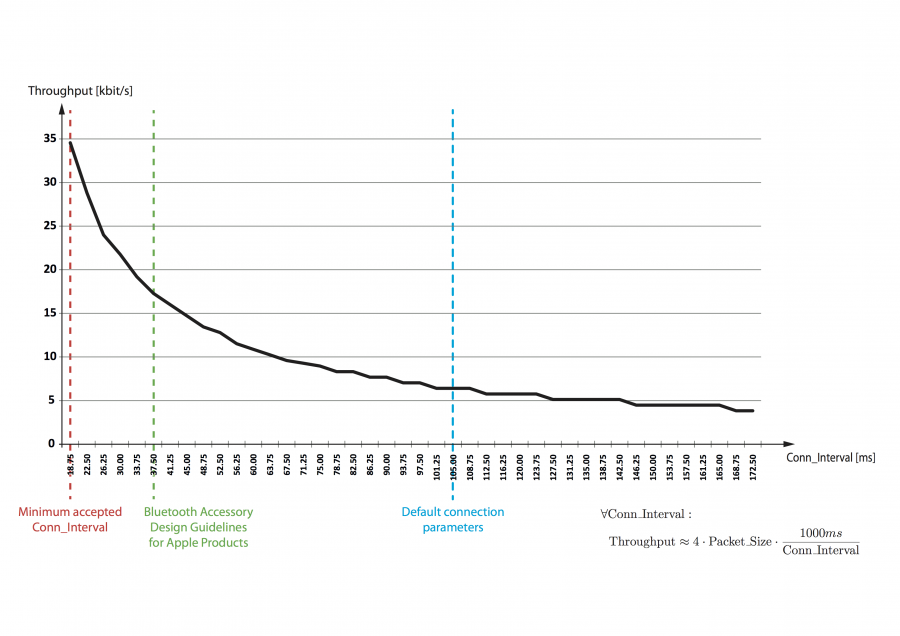 Throughput [kbit/s]
35
30
25
20
15
10
5
0
18.75 22.50 26.25 30.00 33.75 37.50 41.25 45.00 48.75 52.50 56.25 60.00 63.75 67.50 71.25 75.00 78.75 82.50 86.25 90.00 93.75 97.50 101.25 105.00 108.75 112.50 116.25 120.00 123.75 127.50 131.25 135.00 138.75 142.50 146.25 150.00 153.75 157.50 161.25 165.00 168.75 172.50
Conn_Interval [ms]
Minimum accepted
Conn_Interval
Bluetooth Accessory
Design Guidelines
for Apple Products
Default connection
parameters
∀Conn_Interval :
Throughput ≈ 4 · Packet_Size · 1000ms / Conn_Interval